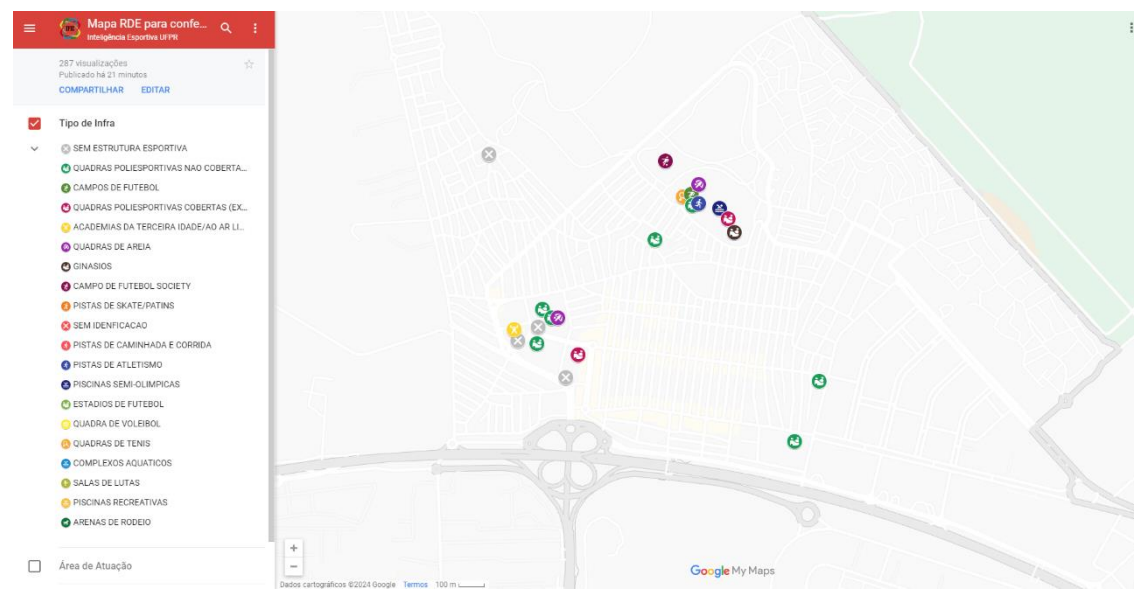 Mapa RDE para confe...
Inteligência Esportiva UFPR
287 visualizações
Publicado há 21 minutos
COMPARTILHAR EDITAR
Tipo de Infra
SEM ESTRUTURA ESPORTIVA
QUADRAS POLIESPORTIVAS NAO COBERTA...
CAMPOS DE FUTEBOL
QUADRAS POLIESPORTIVAS COBERTAS (EX...
ACADEMIAS DA TERCEIRA IDADE/AO AR LI...
QUADRAS DE AREIA
GINASIOS
CAMPO DE FUTEBOL SOCIETY
PISTAS DE SKATE/PATINS
SEM IDENFICACAO
PISTAS DE CAMINHADA E CORRIDA
PISTAS DE ATLETISMO
PISCINAS SEMI-OLIMPICAS
ESTADIOS DE FUTEBOL
QUADRA DE VOLEIBOL
QUADRAS DE TENIS
COMPLEXOS AQUATICOS
SALAS DE LUTAS
PISCINAS RECREATIVAS
ARENAS DE RODEIO
Área de Atuação
Google My Maps
Dados cartográficos ©2024 Google Termos 100 m